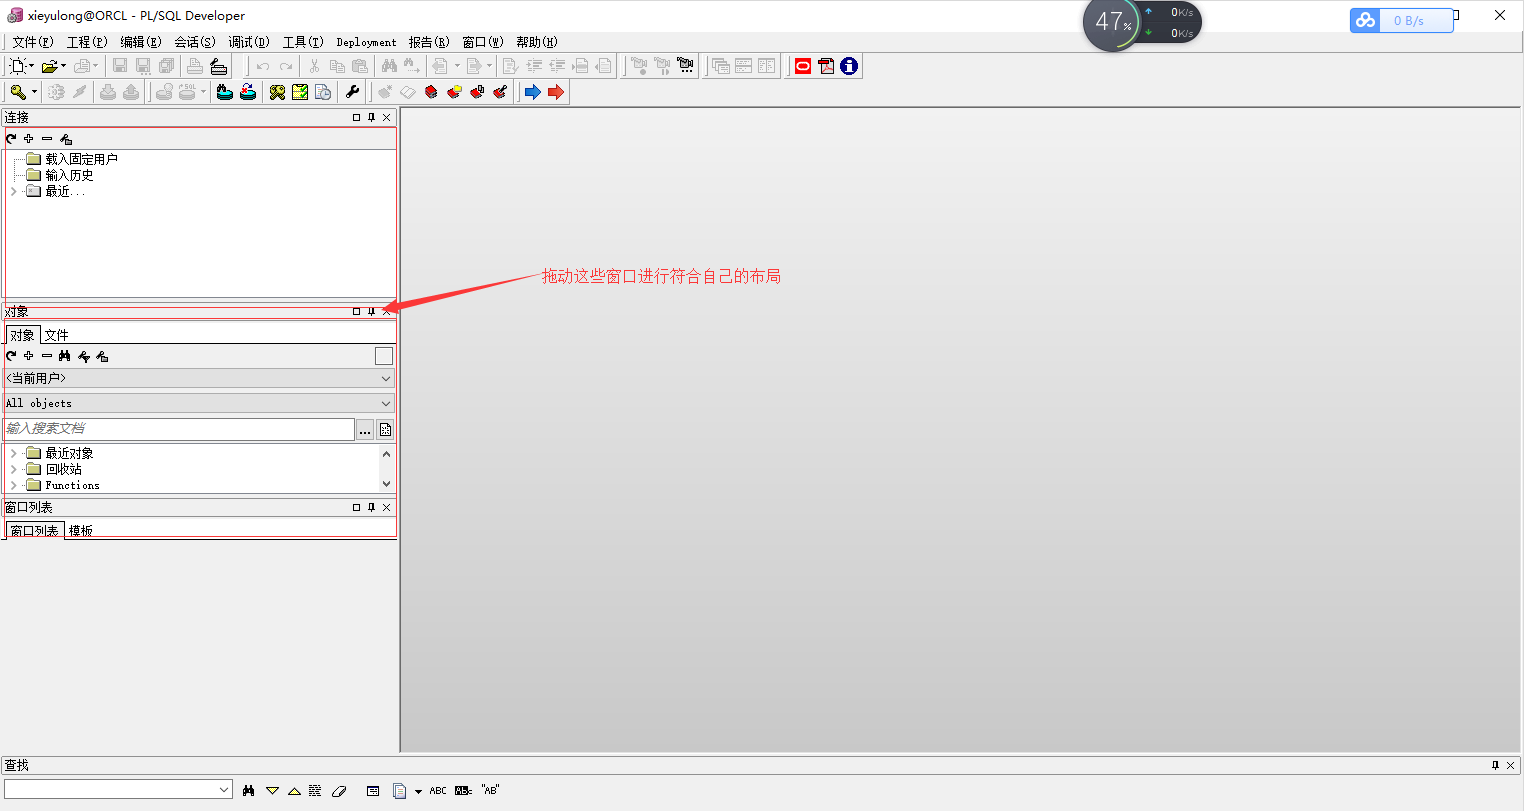 xieyulong@ORCL - PL/SQL Developer
47%
0K/s
0K/s
0 B/s
文件(F) 工程(P) 编辑(E) 会话(S) 调试(D) 工具(T) Deployment 报告(R) 窗口(W) 帮助(H)
SQL
连接
载入固定用户
输入历史
最近...
拖动这些窗口进行符合自己的布局
对象
对象 文件
<当前用户>
All objects
输入搜索文档
...
最近对象
回收站
Functions
窗口列表
窗口列表 模板
查找
ABC ABc "AB"